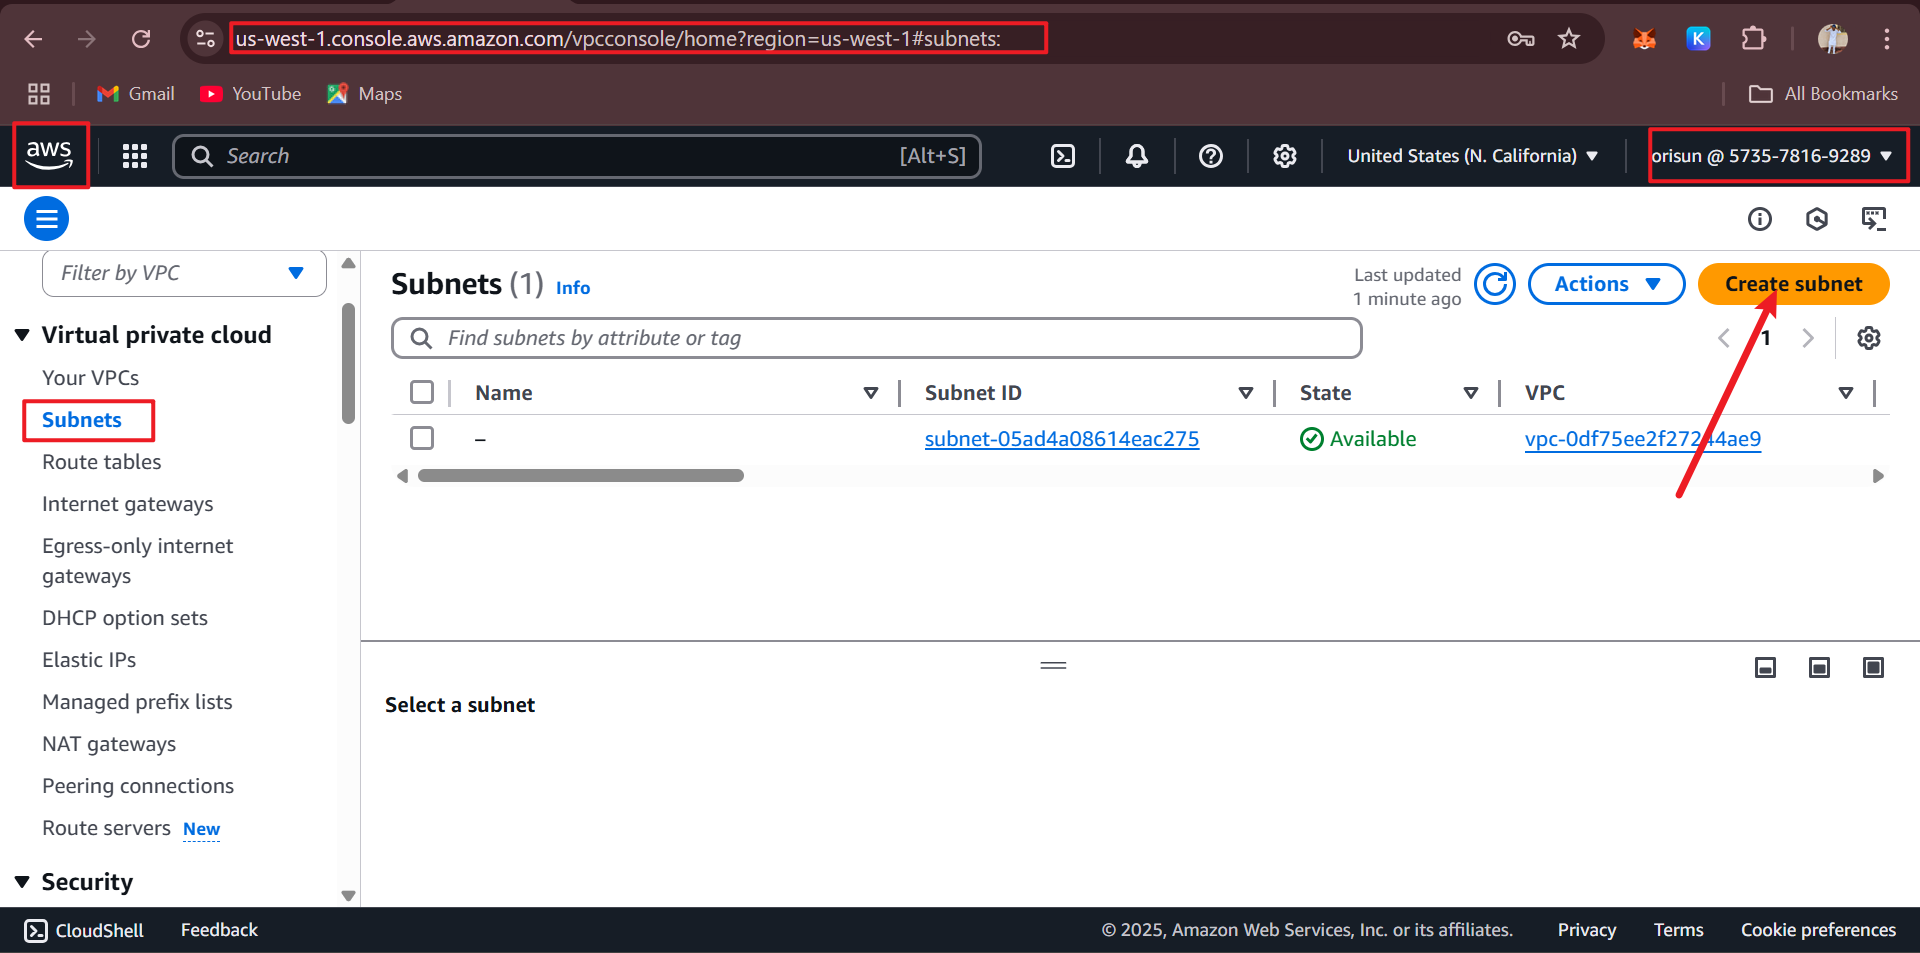 us-west-1.console.aws.amazon.com/vpcconsole/home?region=us-west-1#subnets:
K
Gmail
YouTube
Maps
All Bookmarks
aws
Search
[Alt+S]
United States (N. California)
orisun @ 5735-7816-9289
Filter by VPC
Virtual private cloud
Your VPCs
Subnets
Route tables
Internet gateways
Egress-only internet
gateways
DHCP option sets
Elastic IPs
Managed prefix lists
NAT gateways
Peering connections
Route servers New
Security
Subnets (1) Info
Last updated
1 minute ago
Actions
Create subnet
Find subnets by attribute or tag
1
Name
Subnet ID
State
VPC
–
subnet-05ad4a08614eac275
Available
vpc-0df75ee2f27244ae9
Select a subnet
CloudShell
Feedback
© 2025, Amazon Web Services, Inc. or its affiliates.
Privacy
Terms
Cookie preferences